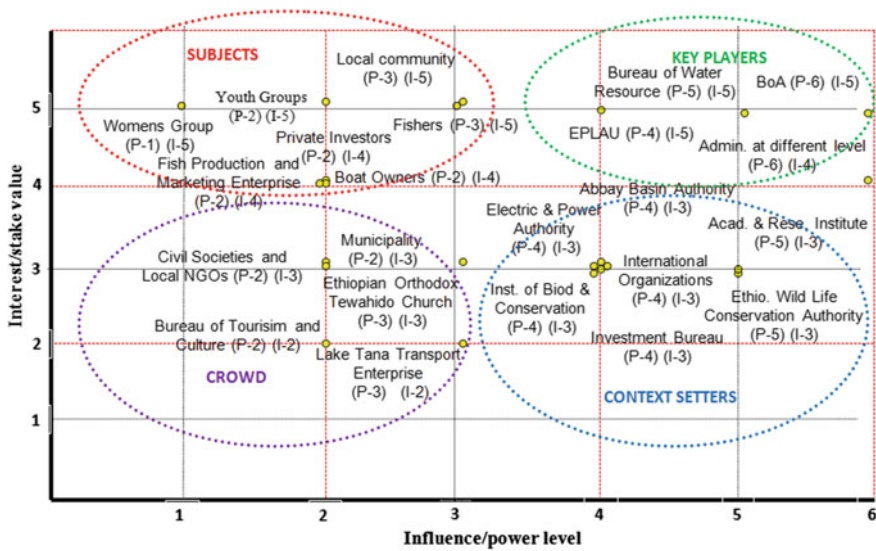 SUBJECTS
Local community
(P-3) (I-5)
Youth Groups
(P-2) (I-5)
Womens Group
(P-1) (I-5)
Fishers (P-3) (I-5)
Private Investors
(P-2) (I-4)
Fish Production and
Marketing Enterprise
(P-2) (I-4)
Boat Owners (P-2) (I-4)
KEY PLAYERS
Bureau of Water
Resource (P-5) (I-5)
BoA (P-6) (I-5)
EPLAU (P-4) (I-5)
Admin. at different level
(P-6) (I-4)
Abbay Basin Authority
(P-4) (I-3)
Electric & Power
Authority
(P-4) (I-3)
Acad. & Rese. Institute
(P-5) (I-3)
International
Organizations
(P-4) (I-3)
Inst. of Biod &
Conservation
(P-4) (I-3)
Ethio. Wild Life
Conservation Authority
(P-5) (I-3)
Investment Bureau
(P-4) (I-3)
CONTEXT SETTERS
Civil Societies and
Local NGOs (P-2) (I-3)
Municipality
(P-2) (I-3)
Ethiopian Orthodox
Tewahido Church
(P-3) (I-3)
Bureau of Tourisim and
Culture (P-2) (I-2)
Lake Tana Transport
Enterprise
(P-3) (I-2)
CROWD
Interest/stake value
5
4
3
2
1
1 2 3 4 5 6
Influence/power level